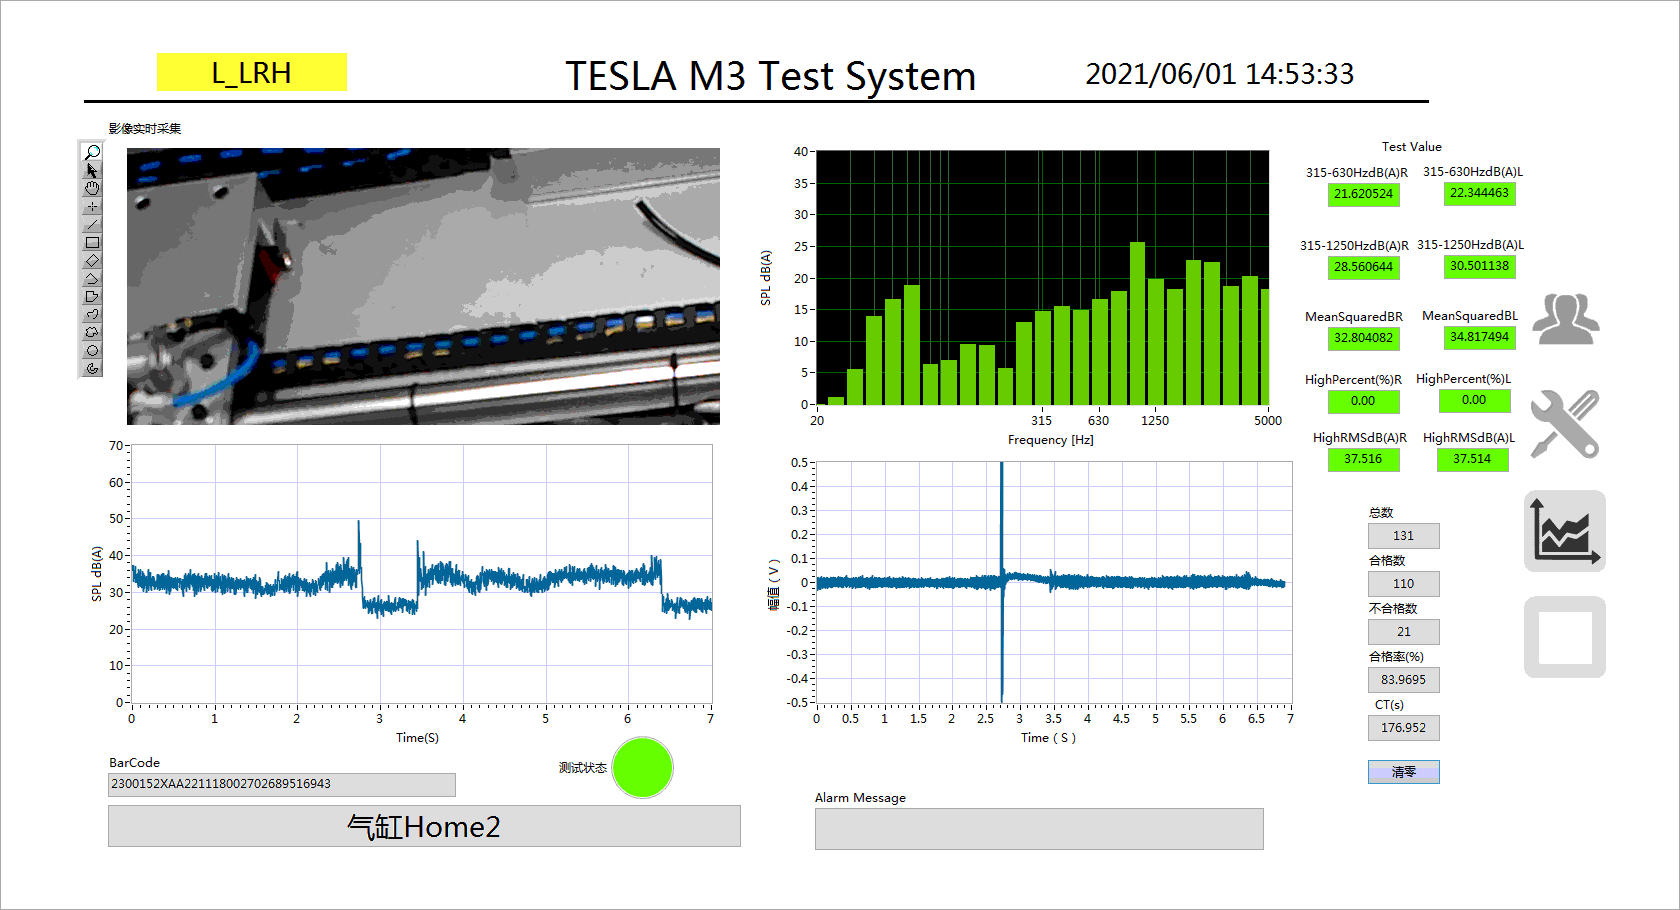 L_LRH
TESLA M3 Test System
2021/06/01 14:53:33
影像实时采集
40
35
30
25
20
15
10
5
0
SPL dB(A)
20
315
630
1250
5000
Frequency [Hz]
Test Value
315-630HzdB(A)R
315-630HzdB(A)L
21.620524
22.344463
315-1250HzdB(A)R
315-1250HzdB(A)L
28.560644
30.501138
MeanSquaredBR
MeanSquaredBL
32.804082
34.817494
HighPercent(%)R
HighPercent(%)L
0.00
0.00
HighRMSdB(A)R
HighRMSdB(A)L
37.516
37.514
70
60
50
40
30
20
10
0
SPL dB(A)
0
1
2
3
4
5
6
7
Time(S)
0.5
0.4
0.3
0.2
0.1
0
-0.1
-0.2
-0.3
-0.4
-0.5
幅值（V）
0
0.5
1
1.5
2
2.5
3
3.5
4
4.5
5
5.5
6
6.5
7
Time（S）
总数
131
合格数
110
不合格数
21
合格率(%)
83.9695
CT(s)
176.952
清零
BarCode
2300152XAA221118002702689516943
测试状态
气缸Home2
Alarm Message